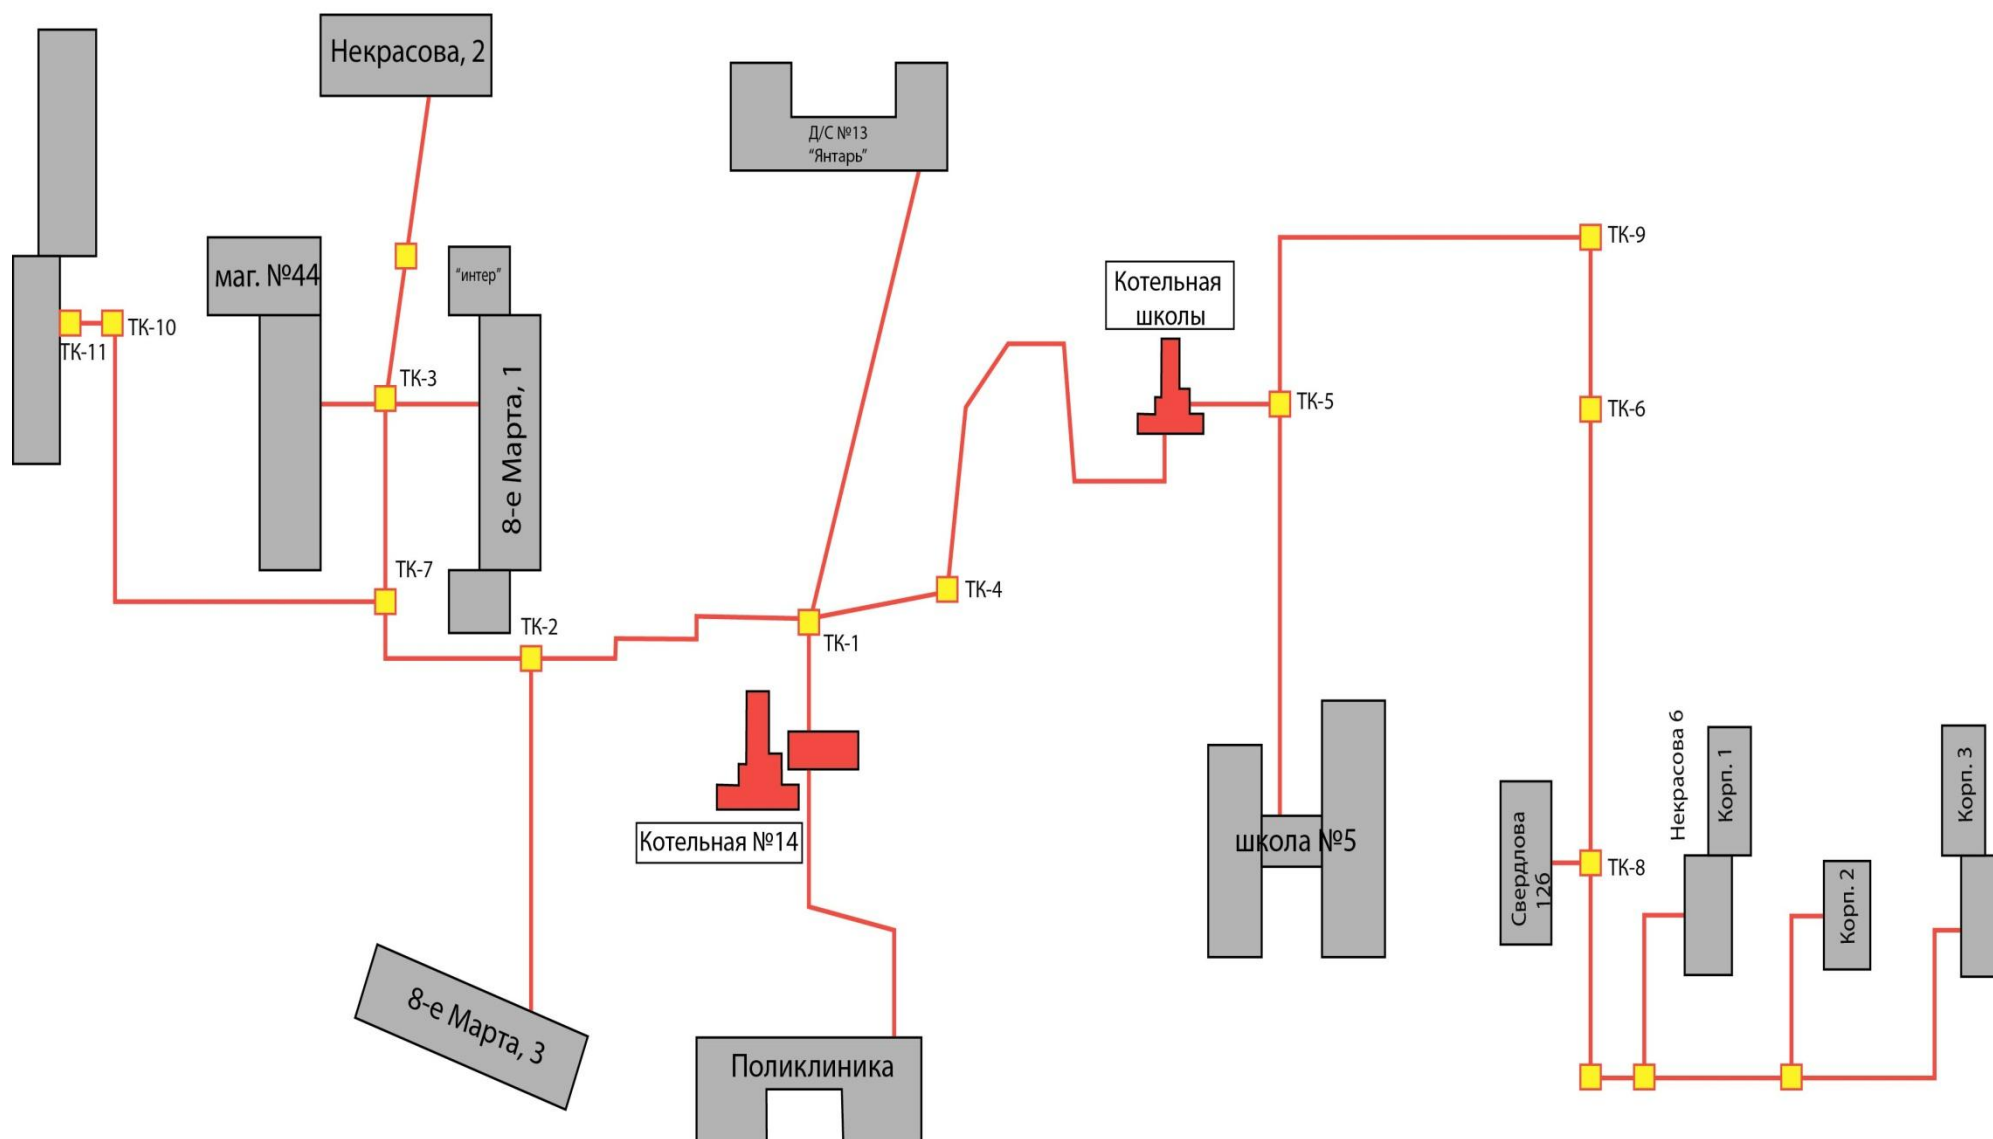 Некрасова, 2
Д/С №13
“Янтарь”
ТК-9
маг. №44
“интер”
Котельная
школы
ТК-10
ТК-11
ТК-3
8-е Марта, 1
ТК-5
ТК-6
ТК-7
ТК-2
ТК-4
ТК-1
Котельная №14
школа №5
Некрасова 6
Корп. 1
Корп. 3
Свердлова
126
ТК-8
Корп. 2
8-е Марта, 3
Поликлиника